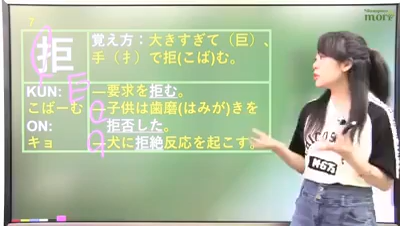 7
Nihongonomori
more
拒
覚え方：大きすぎて（巨）、
手（扌）で拒(こば)む。
KUN: ―要求を拒む。
こば―む ―子供は歯磨(はみが)きを
ON: 拒否した。
キョ ―犬に拒絶反応を起こす。